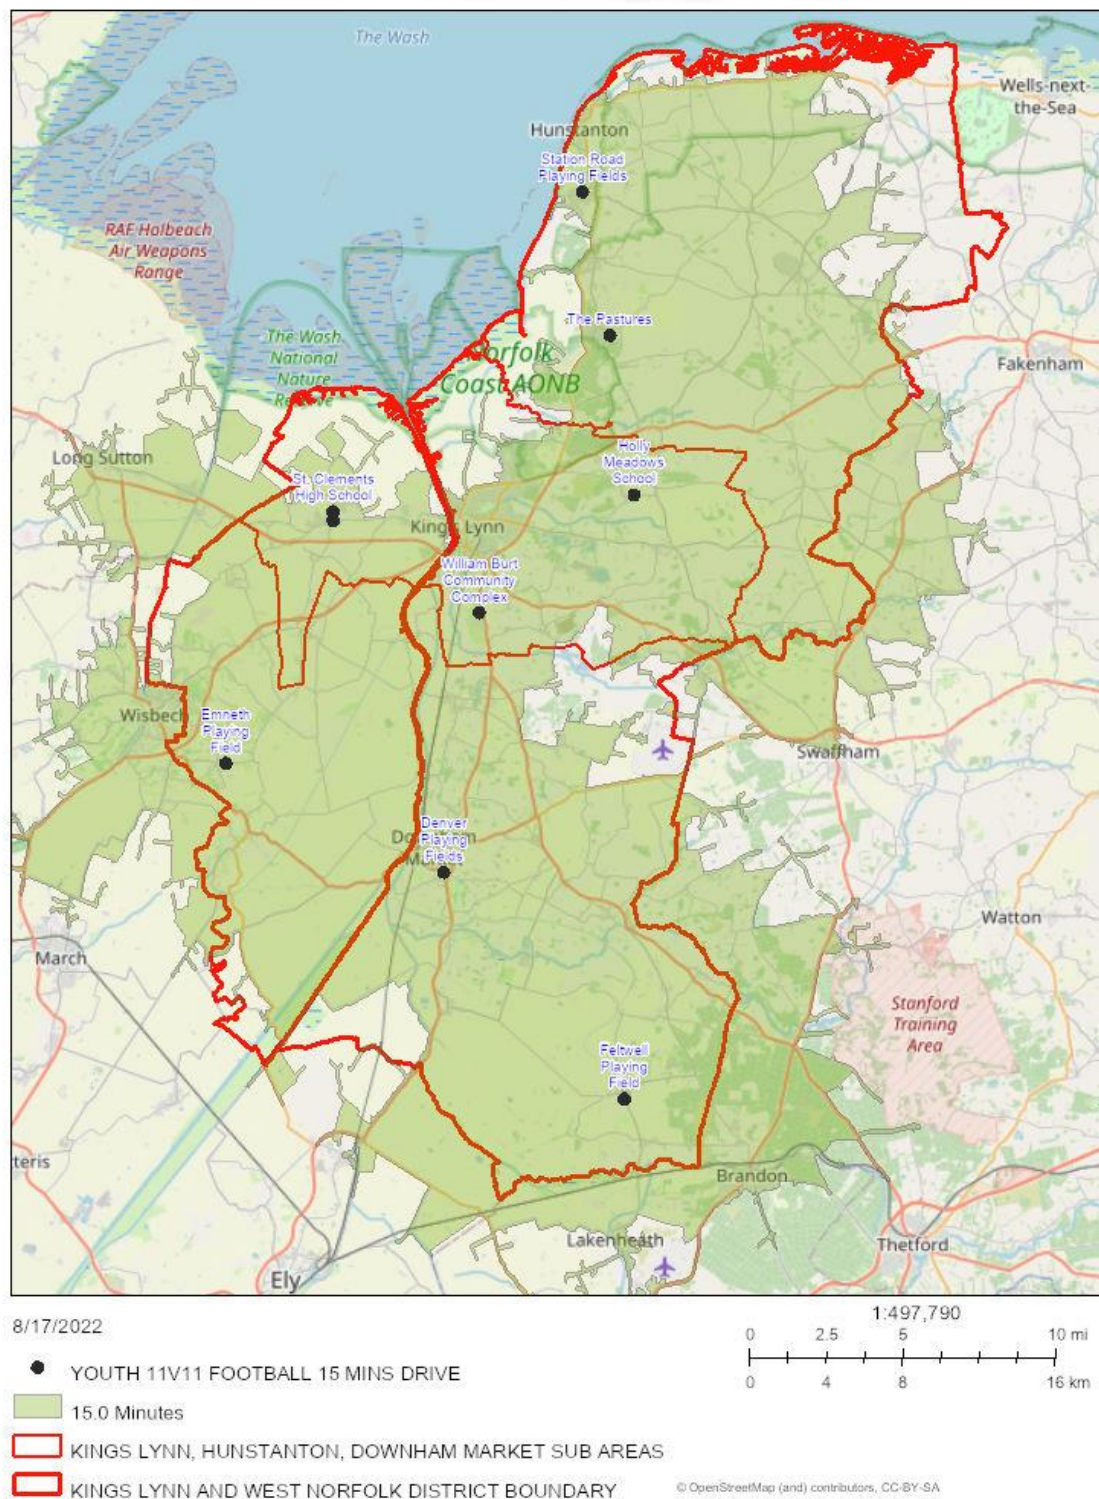 The Wash
Wells-next-
the-Sea
Hunstanton
Station Road
Playing Fields
RAF Holbeach
Air Weapons
Range
The Pastures
The Wash
National
Nature
Reserve
Norfolk
Coast AONB
Fakenham
Long Sutton
Holly
Meadows
School
St. Clements
High School
King's Lynn
William Burt
Community
Complex
Wisbech
Emneth
Playing
Field
Swaffham
Denver
Playing
Fields
Watton
March
Stanford
Training
Area
Feltwell
Playing
Field
teris
Brandon
Lakenheath
Thetford
Ely
8/17/2022
1:497,790
0 2.5 5 10 mi
0 4 8 16 km
YOUTH 11V11 FOOTBALL 15 MINS DRIVE
15.0 Minutes
KINGS LYNN, HUNSTANTON, DOWNHAM MARKET SUB AREAS
KINGS LYNN AND WEST NORFOLK DISTRICT BOUNDARY
© OpenStreetMap (and) contributors, CC-BY-SA